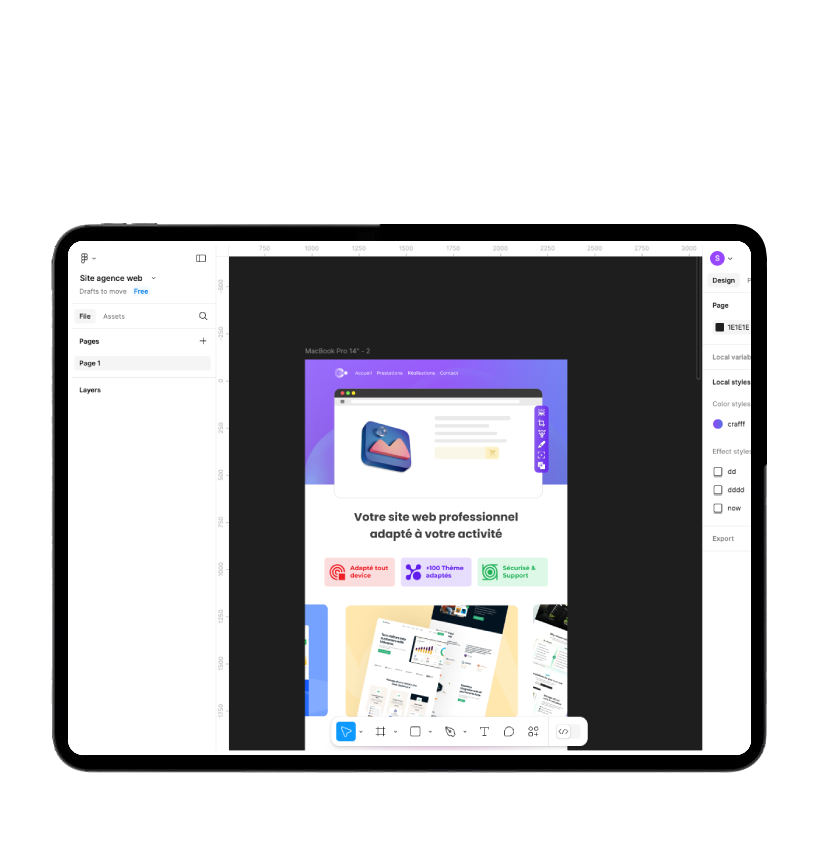 750 1000 1250 1500 1750 2000 2250 2500 2750 3000
S
Site agence web
Drafts to move Free
Design P
File Assets
Page
Pages
1E1E1E
Page 1
Local variab
Layers
Local styles
Color styles
crafff
Effect styles
dd
dddd
now
Export
-500
-250
0
250
500
750
1000
1250
1500
1750
MacBook Pro 14" - 2
Accueil Prestations Réalisations Contact
Votre site web professionnel
adapté à votre activité
Adapté tout
device
+100 Thème
adaptés
Sécurisé &
Support